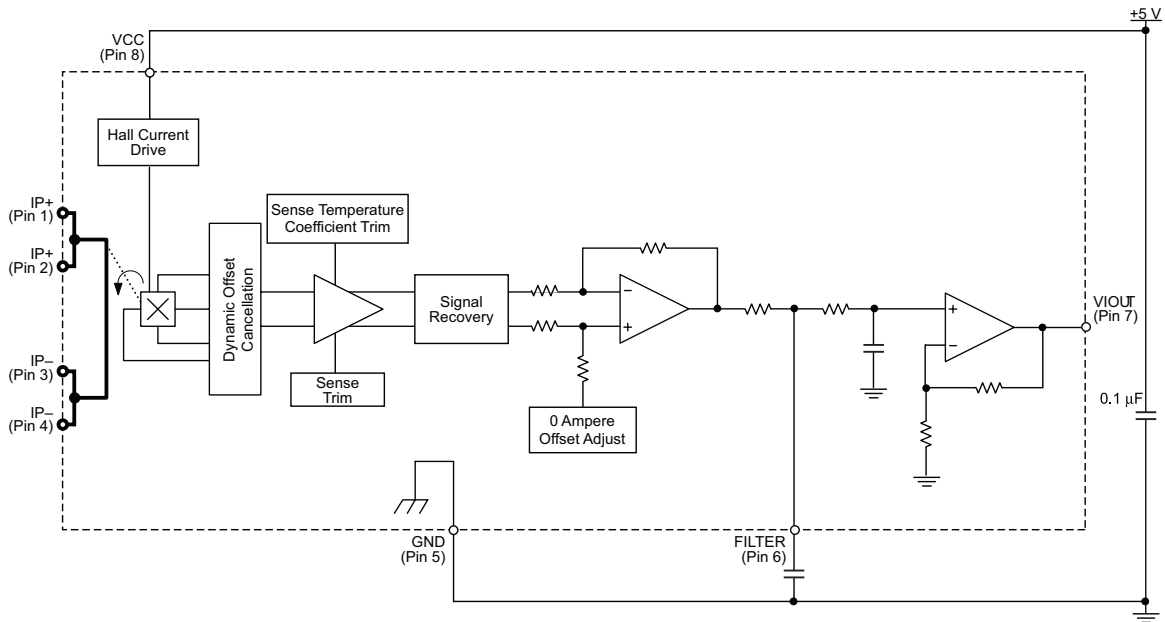 +5 V
VCC
(Pin 8)
Hall Current
Drive
IP+
(Pin 1)
IP+
(Pin 2)
IP–
(Pin 3)
IP–
(Pin 4)
Dynamic Offset
Cancellation
Sense Temperature
Coefficient Trim
Sense
Trim
Signal
Recovery
0 Ampere
Offset Adjust
–
+
+
–
VIOUT
(Pin 7)
0.1 μF
GND
(Pin 5)
FILTER
(Pin 6)